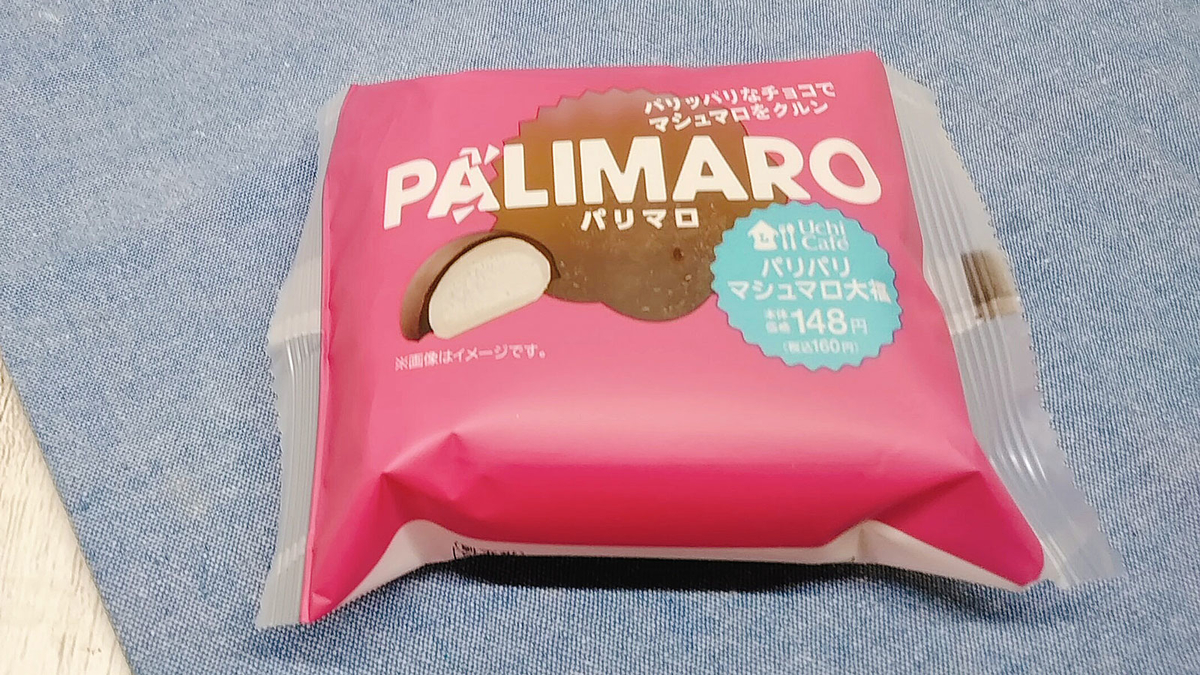 パリッパリなチョコで
マシュマロをクルン
PALIMARO
パリマロ
Uchi
Café
パリパリ
マシュマロ大福
本体
価格 148円
(税込160円)
※画像はイメージです。